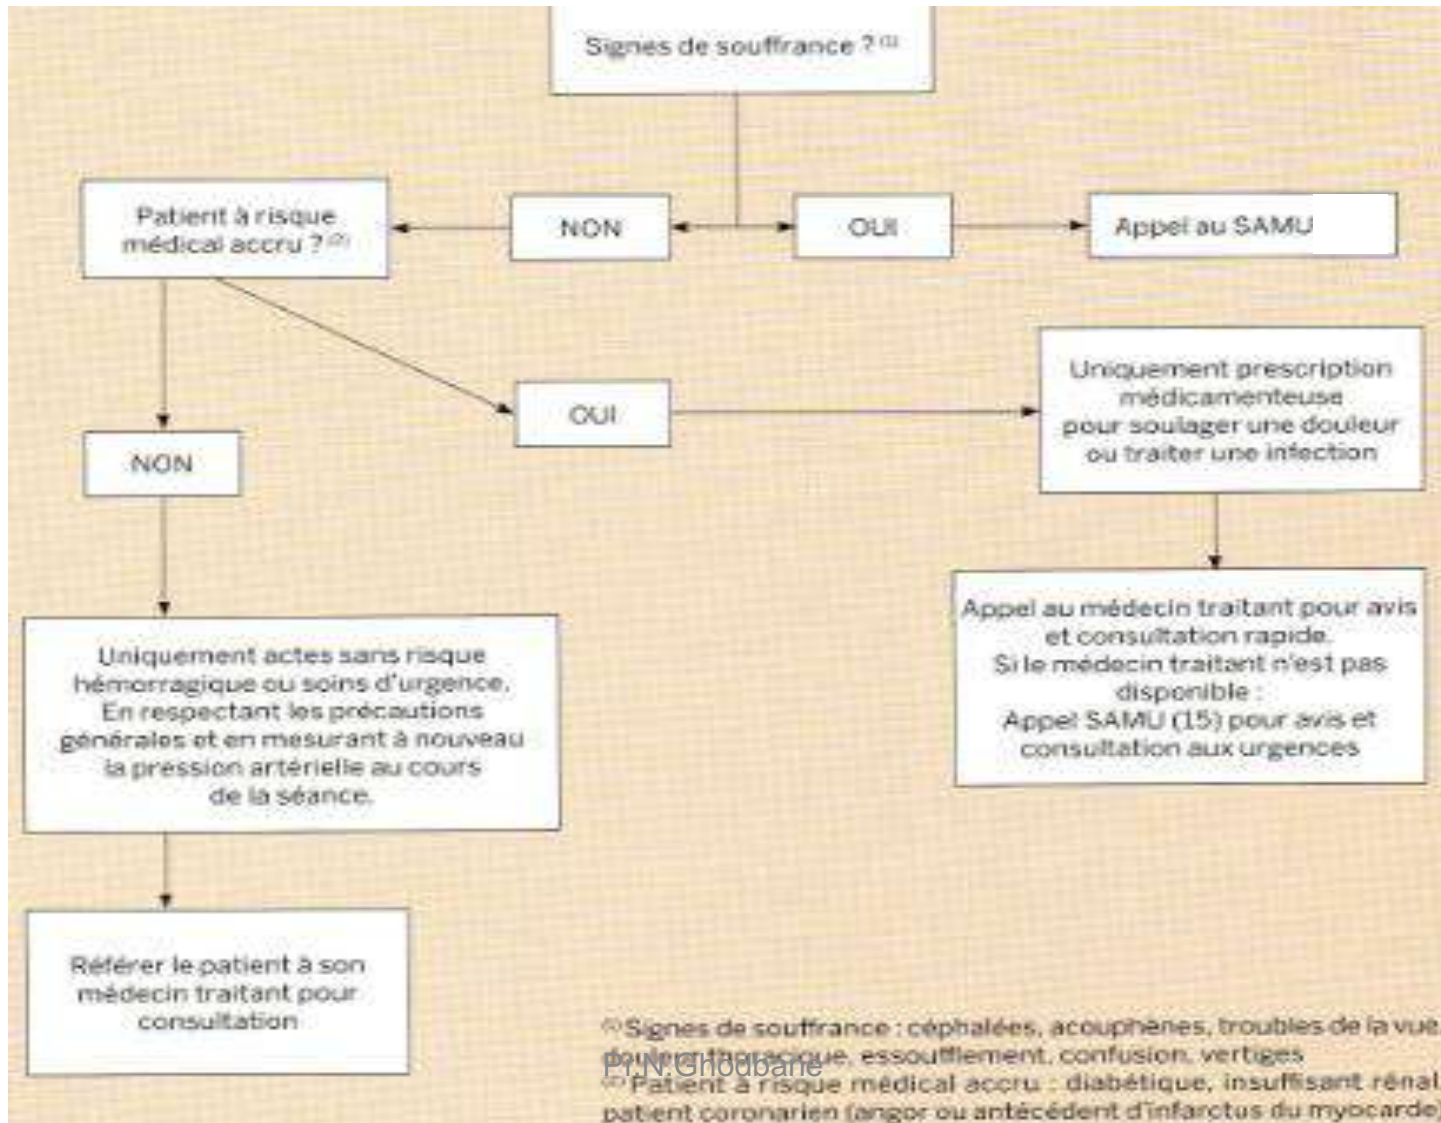 Signes de souffrance ? (1)
NON
OUI
Appel au SAMU
Patient à risque
médical accru ? (2)
OUI
Uniquement prescription
médicamenteuse
pour soulager une douleur
ou traiter une infection
NON
Appel au médecin traitant pour avis
et consultation rapide.
Si le médecin traitant n'est pas
disponible :
Appel SAMU (15) pour avis et
consultation aux urgences
Uniquement actes sans risque
hémorragique ou soins d'urgence.
En respectant les précautions
générales et en mesurant à nouveau
la pression artérielle au cours
de la séance.
Référer le patient à son
médecin traitant pour
consultation
(1) Signes de souffrance : céphalées, acouphènes, troubles de la vue
douleur thoracique, essoufflement, confusion, vertiges
Pr.N.Ghodbane
(2) Patient à risque médical accru : diabétique, insuffisant rénal
patient coronarien (angor ou antécédent d'infarctus du myocarde)